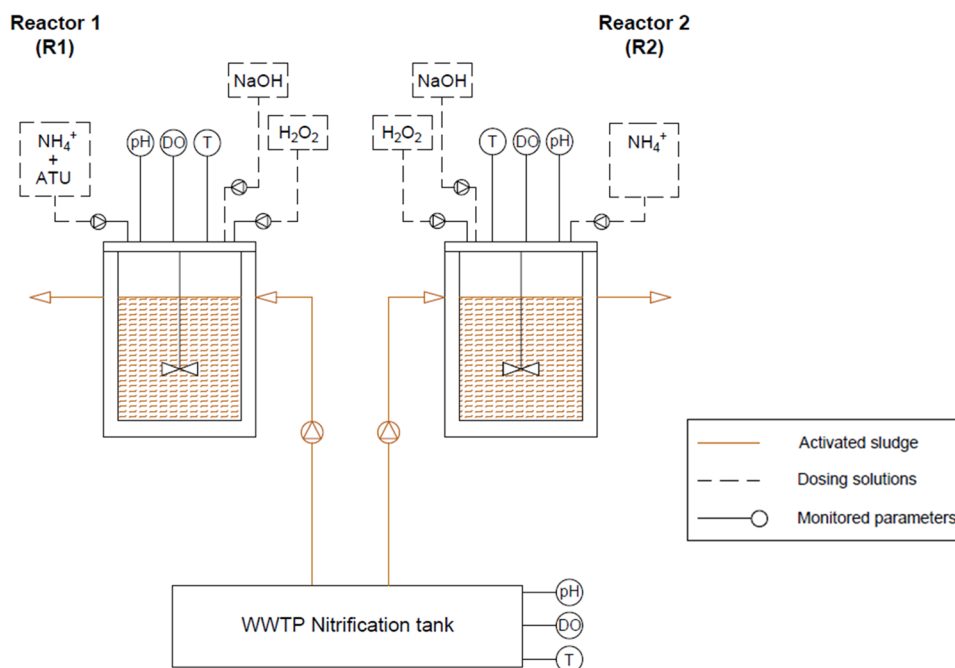 Reactor 1
(R1)
Reactor 2
(R2)
NaOH
NaOH
H₂O₂
H₂O₂
NH₄⁺
+
ATU
pH
DO
T
T
DO
pH
NH₄⁺
Activated sludge
Dosing solutions
Monitored parameters
WWTP Nitrification tank
pH
DO
T